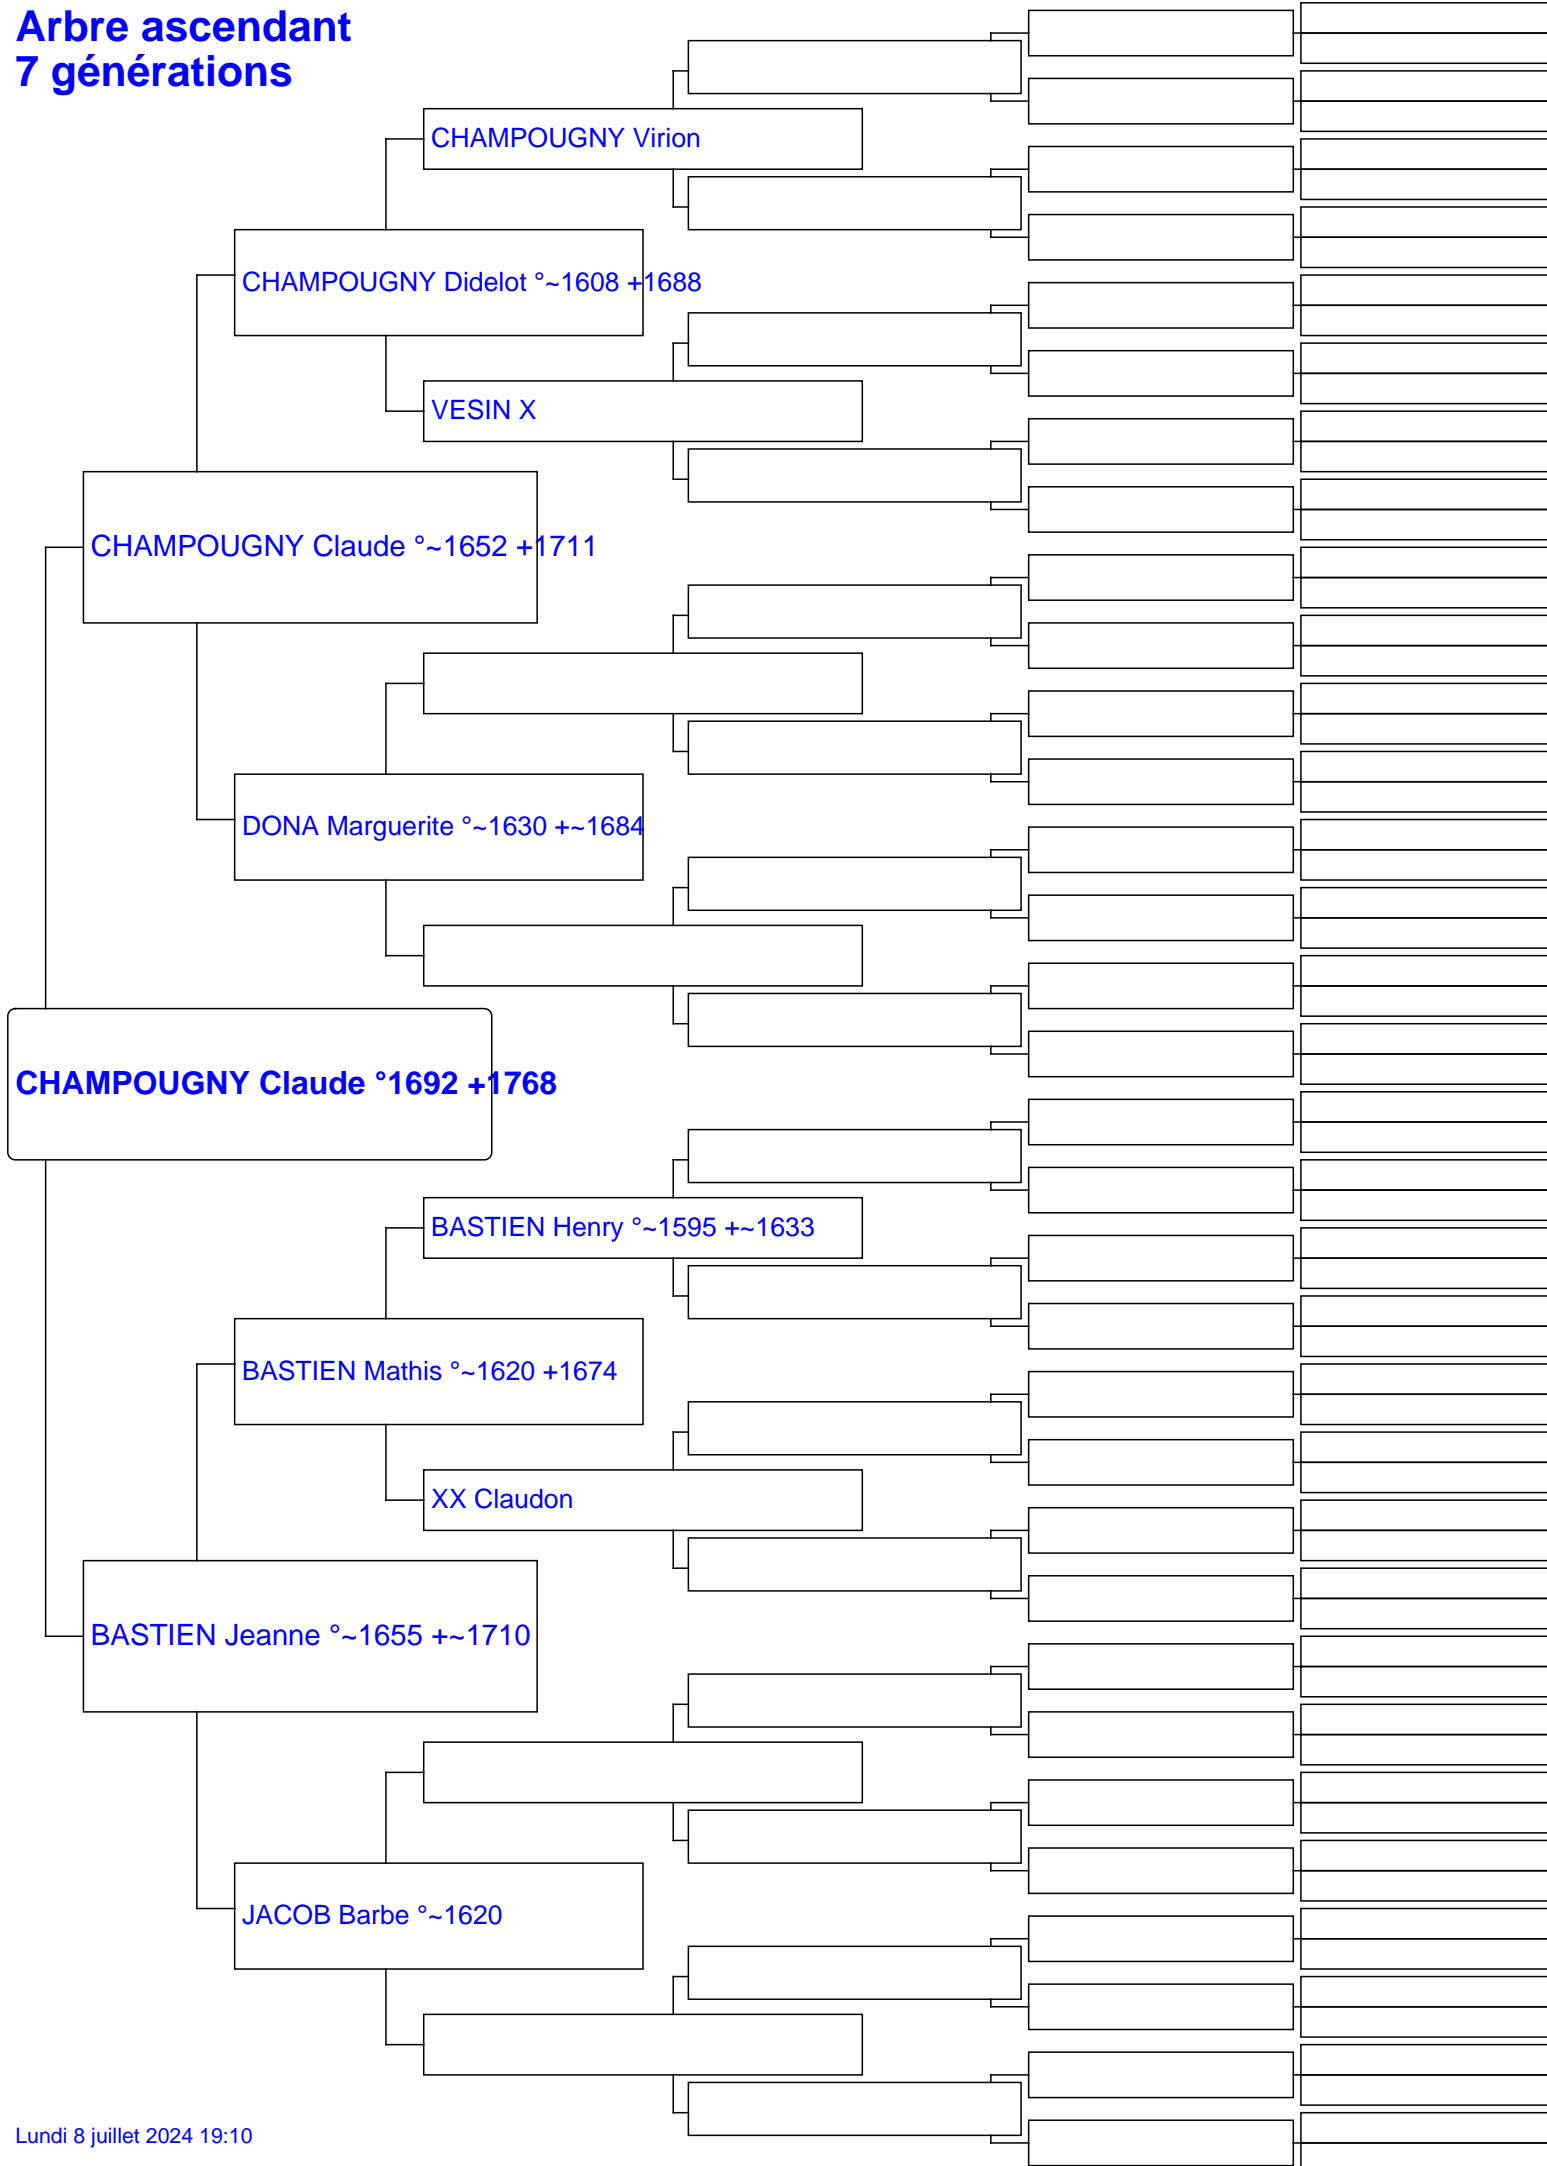 Arbre ascendant
7 générations
CHAMPOUGNY Virion
CHAMPOUGNY Didelot °~1608 +1688
VESIN X
CHAMPOUGNY Claude °~1652 +1711
DONA Marguerite °~1630 +~1684
CHAMPOUGNY Claude °1692 +1768
BASTIEN Henry °~1595 +~1633
BASTIEN Mathis °~1620 +1674
XX Claudon
BASTIEN Jeanne °~1655 +~1710
JACOB Barbe °~1620
Lundi 8 juillet 2024 19:10